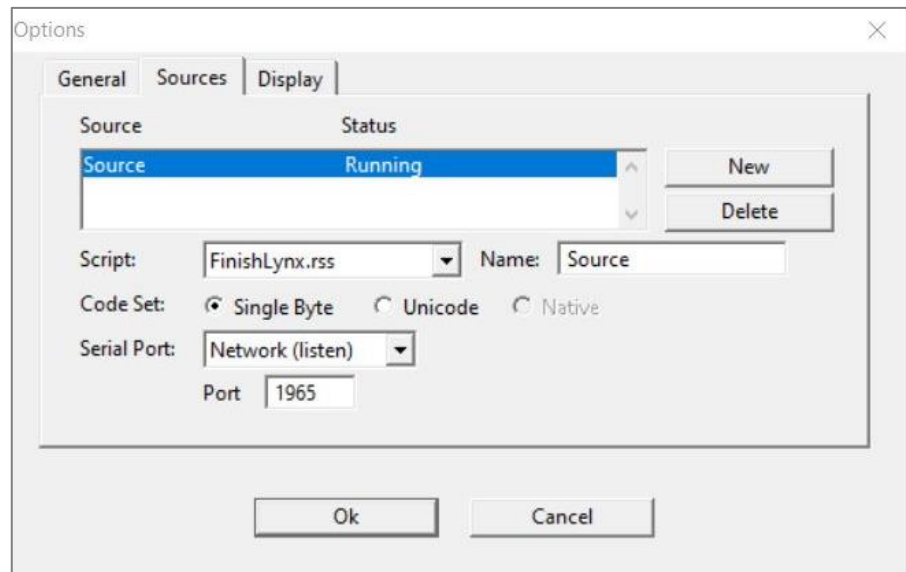 Options
General Sources Display
Source Status
Source Running
New
Delete
Script: FinishLynx.rss Name: Source
Code Set: Single Byte Unicode Native
Serial Port: Network (listen)
Port 1965
Ok Cancel